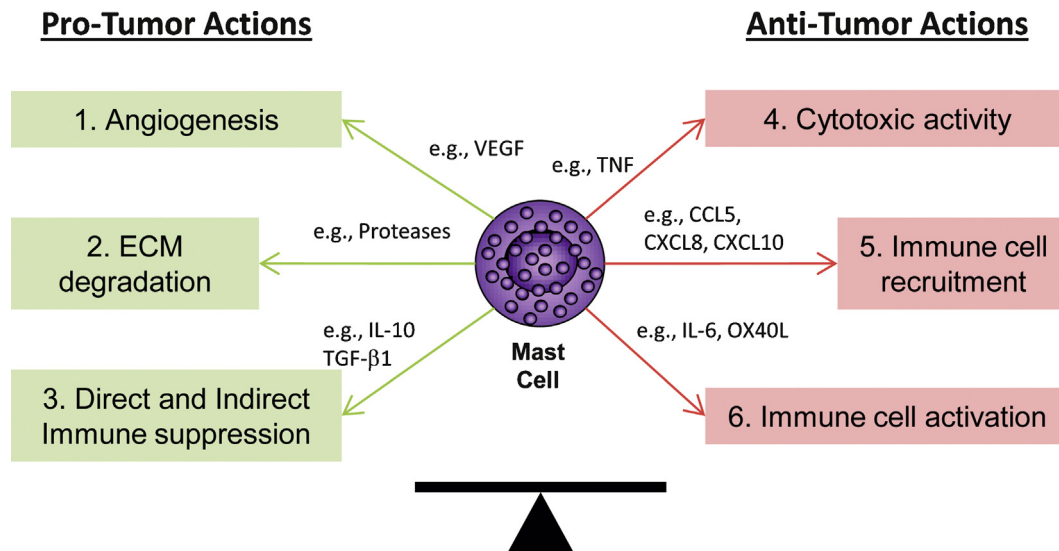 Pro-Tumor Actions
Anti-Tumor Actions
1. Angiogenesis
e.g., VEGF
2. ECM
degradation
e.g., Proteases
3. Direct and Indirect
Immune suppression
e.g., IL-10
TGF-β1
Mast
Cell
4. Cytotoxic activity
e.g., TNF
5. Immune cell
recruitment
e.g., CCL5,
CXCL8, CXCL10
6. Immune cell activation
e.g., IL-6, OX40L